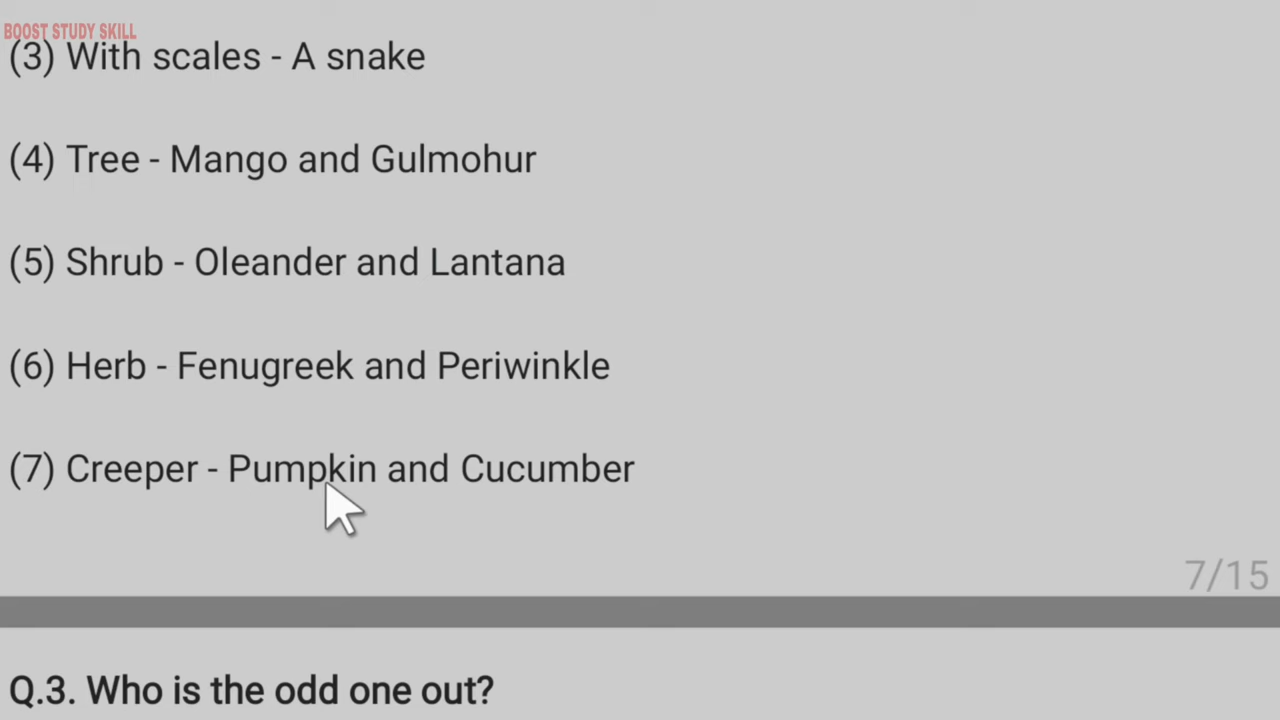 BOOST STUDY SKILL
(3) With scales - A snake
(4) Tree - Mango and Gulmohur
(5) Shrub - Oleander and Lantana
(6) Herb - Fenugreek and Periwinkle
(7) Creeper - Pumpkin and Cucumber
7/15
Q.3. Who is the odd one out?